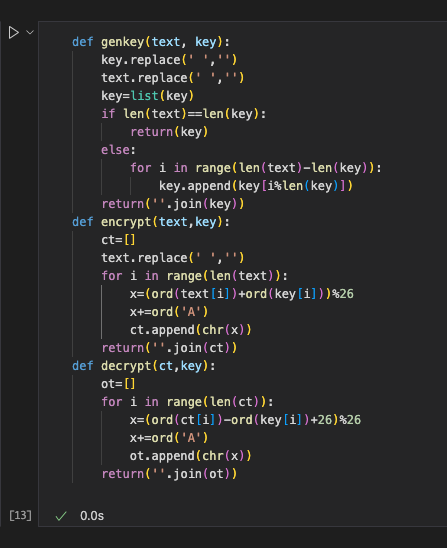 def genkey(text, key):
    key.replace(' ','')
    text.replace(' ','')
    key=list(key)
    if len(text)==len(key):
        return(key)
    else:
        for i in range(len(text)-len(key)):
            key.append(key[i%len(key)])
    return(''.join(key))
def encrypt(text,key):
    ct=[]
    text.replace(' ','')
    for i in range(len(text)):
        x=(ord(text[i])+ord(key[i]))%26
        x+=ord('A')
        ct.append(chr(x))
    return(''.join(ct))
def decrypt(ct,key):
    ot=[]
    for i in range(len(ct)):
        x=(ord(ct[i])-ord(key[i])+26)%26
        x+=ord('A')
        ot.append(chr(x))
    return(''.join(ot))
[13] ✓ 0.0s